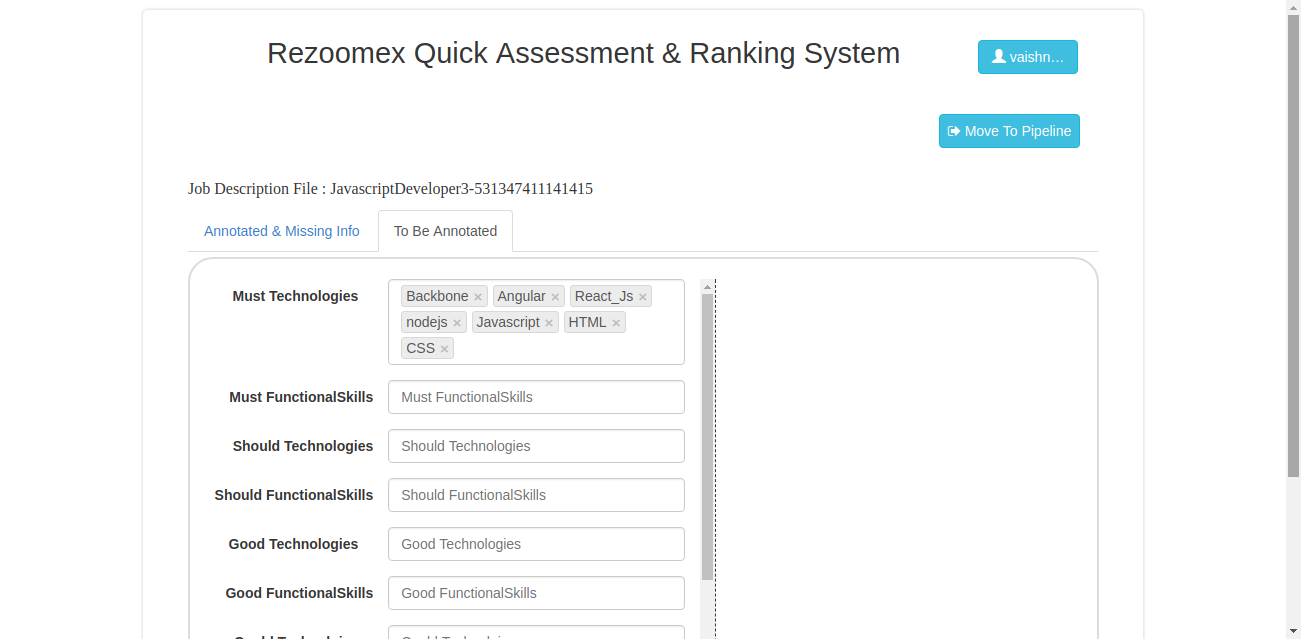 Rezoomex Quick Assessment & Ranking System
vaishn...
Move To Pipeline
Job Description File : JavascriptDeveloper3-531347411141415
Annotated & Missing Info
To Be Annotated
Must Technologies
Backbone × Angular × React_Js ×
nodejs × Javascript × HTML ×
CSS ×
Must FunctionalSkills
Must FunctionalSkills
Should Technologies
Should Technologies
Should FunctionalSkills
Should FunctionalSkills
Good Technologies
Good Technologies
Good FunctionalSkills
Good FunctionalSkills